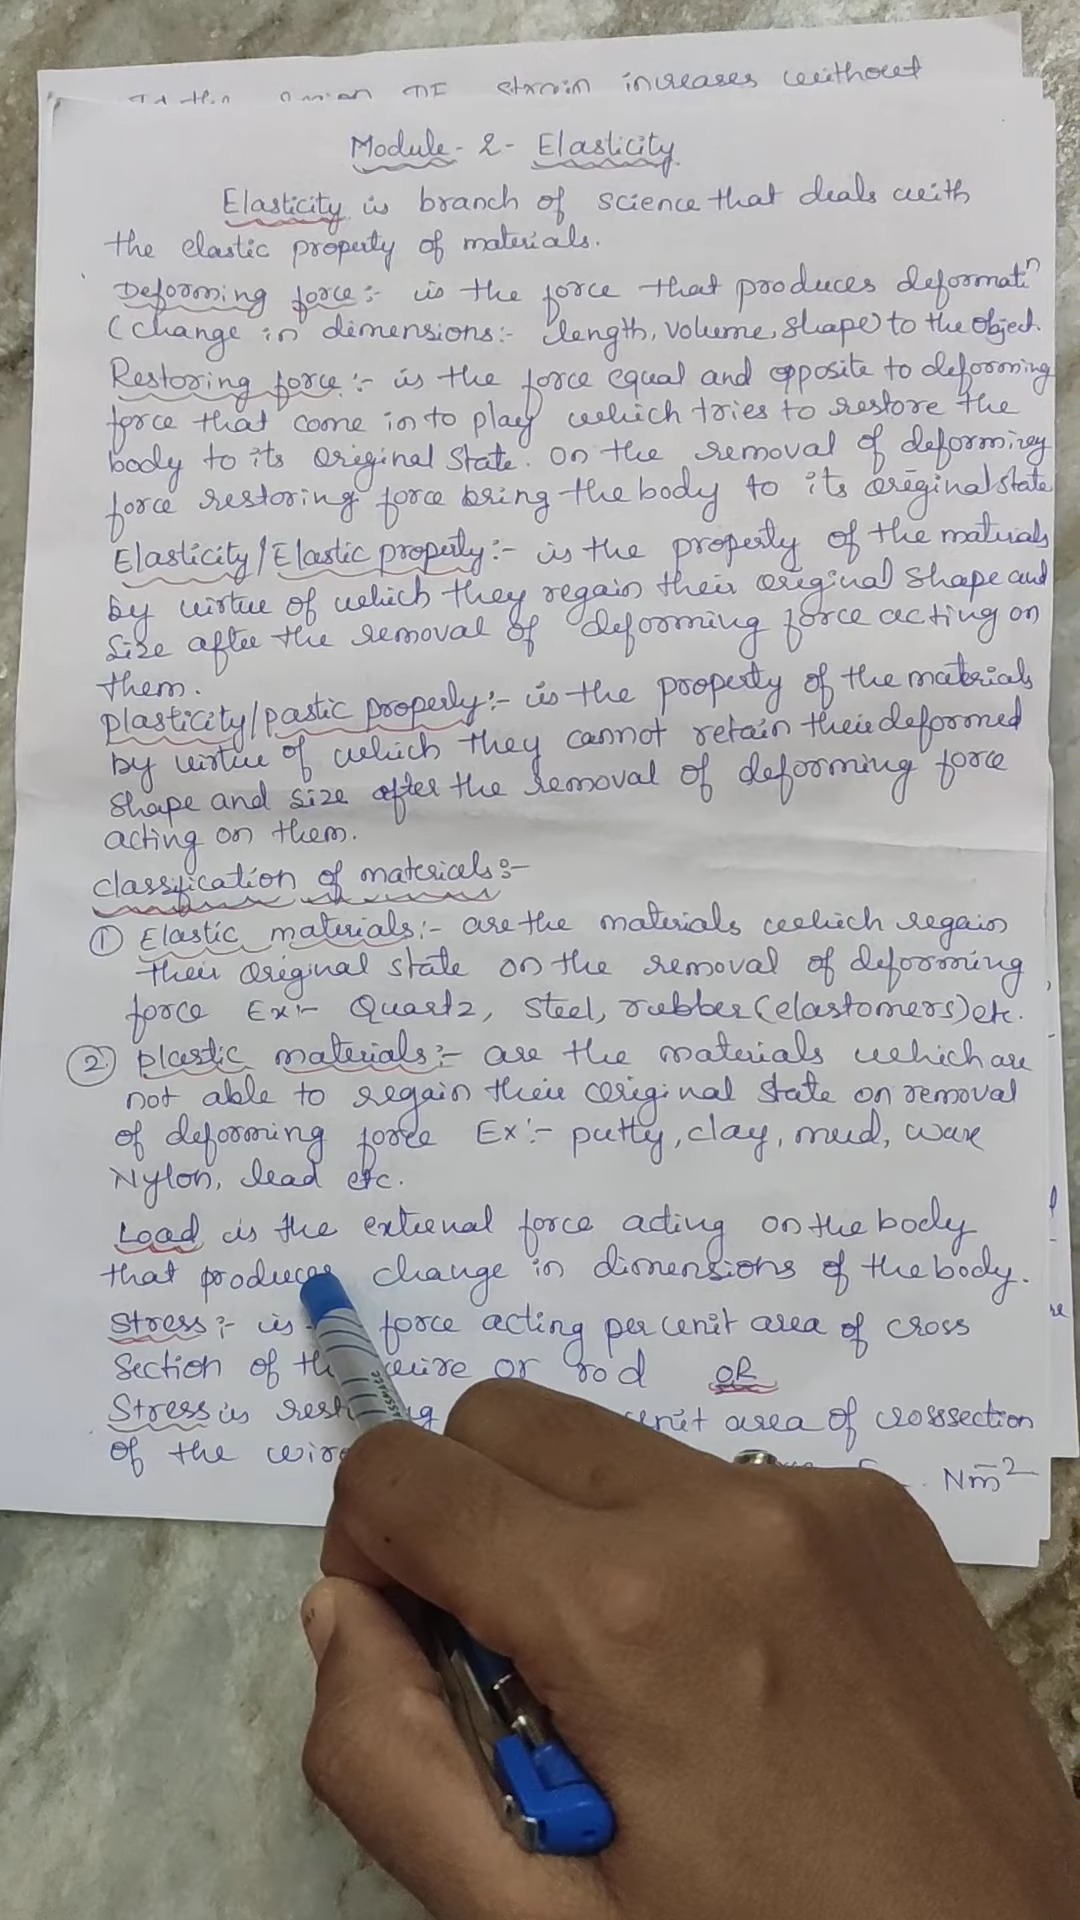 strain increases without
Module - 2 - Elasticity
Elasticity is branch of science that deals with
the elastic property of materials.
Deforming force :- is the force that produces deformatⁿ
(change in dimensions:- length, volume, shape) to the object.
Restoring force :- is the force equal and opposite to deforming
force that come in to play which tries to restore the
body to its original state. On the removal of deforming
force restoring force bring the body to its original state
Elasticity/Elastic property :- is the property of the materials
by virtue of which they regain their original shape and
size after the removal of deforming force acting on
them.
plasticity/pastic property :- is the property of the materials
by virtue of which they cannot retain their deformed
shape and size after the removal of deforming force
acting on them.
classification of materials :-
① Elastic materials :- are the materials which regain
their original state on the removal of deforming
force Ex:- Quartz, Steel, rubber (elastomers) etc.
② plastic materials :- are the materials which are
not able to regain their original state on removal
of deforming force Ex:- putty, clay, mud, wax
Nylon, lead etc.
Load is the external force acting on the body
that produces change in dimensions of the body.
Stress :- is force acting per unit area of cross
section of the wire or rod OR
Stress is unit area of crosssection
of the wire
Nm⁻²